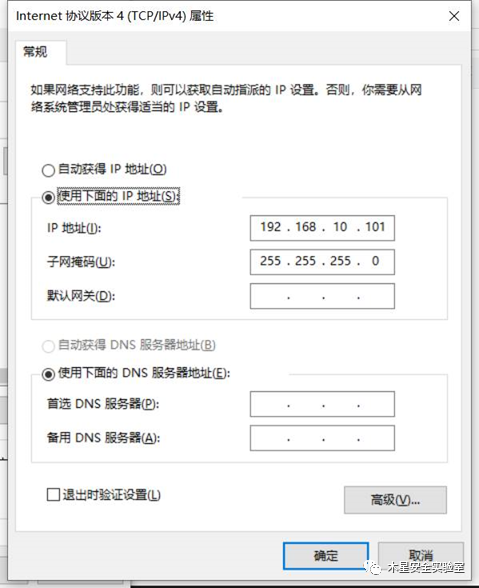 Internet 协议版本 4 (TCP/IPv4) 属性
常规
如果网络支持此功能，则可以获取自动指派的 IP 设置。否则，你需要从网
络系统管理员处获得适当的 IP 设置。
自动获得 IP 地址(O)
使用下面的 IP 地址(S):
IP 地址(I): 192 . 168 . 10 . 101
子网掩码(U): 255 . 255 . 255 . 0
默认网关(D): . . .
自动获得 DNS 服务器地址(B)
使用下面的 DNS 服务器地址(E):
首选 DNS 服务器(P): . . .
备用 DNS 服务器(A): . . .
退出时验证设置(L)
高级(V)...
确定 取消
木星安全实验室